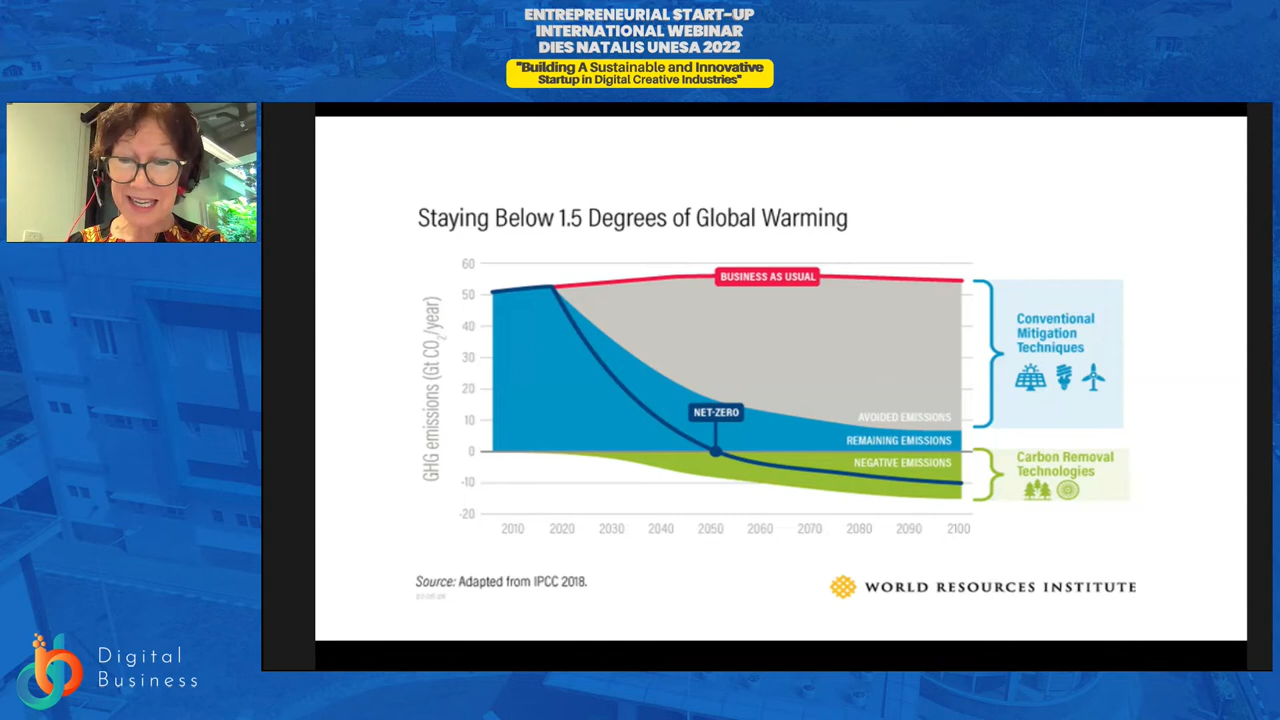 ENTREPRENEURIAL START-UP
INTERNATIONAL WEBINAR
DIES NATALIS UNESA 2022
"Building A Sustainable and Innovative
Startup in Digital Creative Industries"
Staying Below 1.5 Degrees of Global Warming
GHG emissions (Gt CO₂/year)
60
50
40
30
20
10
0
-10
-20
BUSINESS AS USUAL
NET-ZERO
AVOIDED EMISSIONS
REMAINING EMISSIONS
NEGATIVE EMISSIONS
2010 2020 2030 2040 2050 2060 2070 2080 2090 2100
Conventional
Mitigation
Techniques
Carbon Removal
Technologies
Source: Adapted from IPCC 2018.
WORLD RESOURCES INSTITUTE
Digital
Business